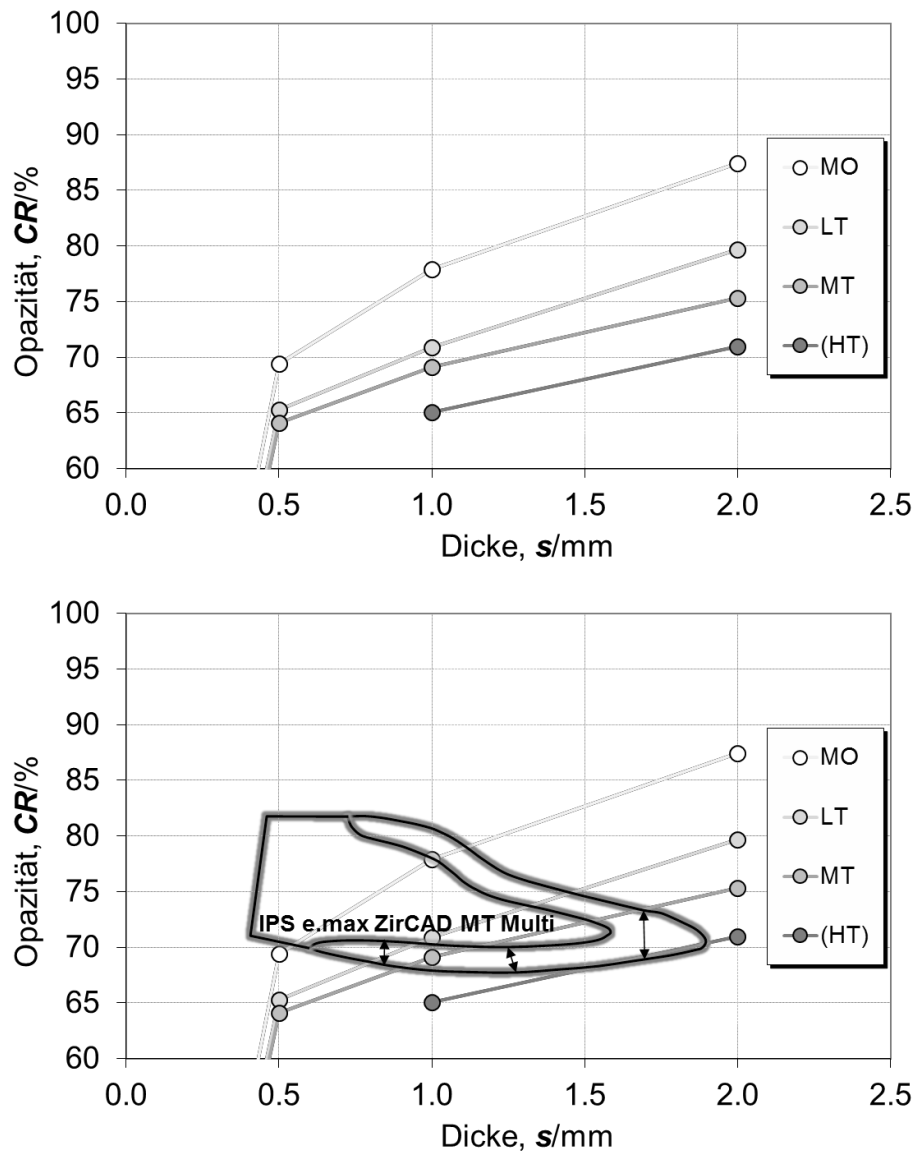 100
95
90
85
80
75
70
65
60
Opazität, CR/%
0.0 0.5 1.0 1.5 2.0 2.5
Dicke, s/mm
MO
LT
MT
(HT)
100
95
90
85
80
75
70
65
60
Opazität, CR/%
IPS e.max ZirCAD MT Multi
0.0 0.5 1.0 1.5 2.0 2.5
Dicke, s/mm
MO
LT
MT
(HT)